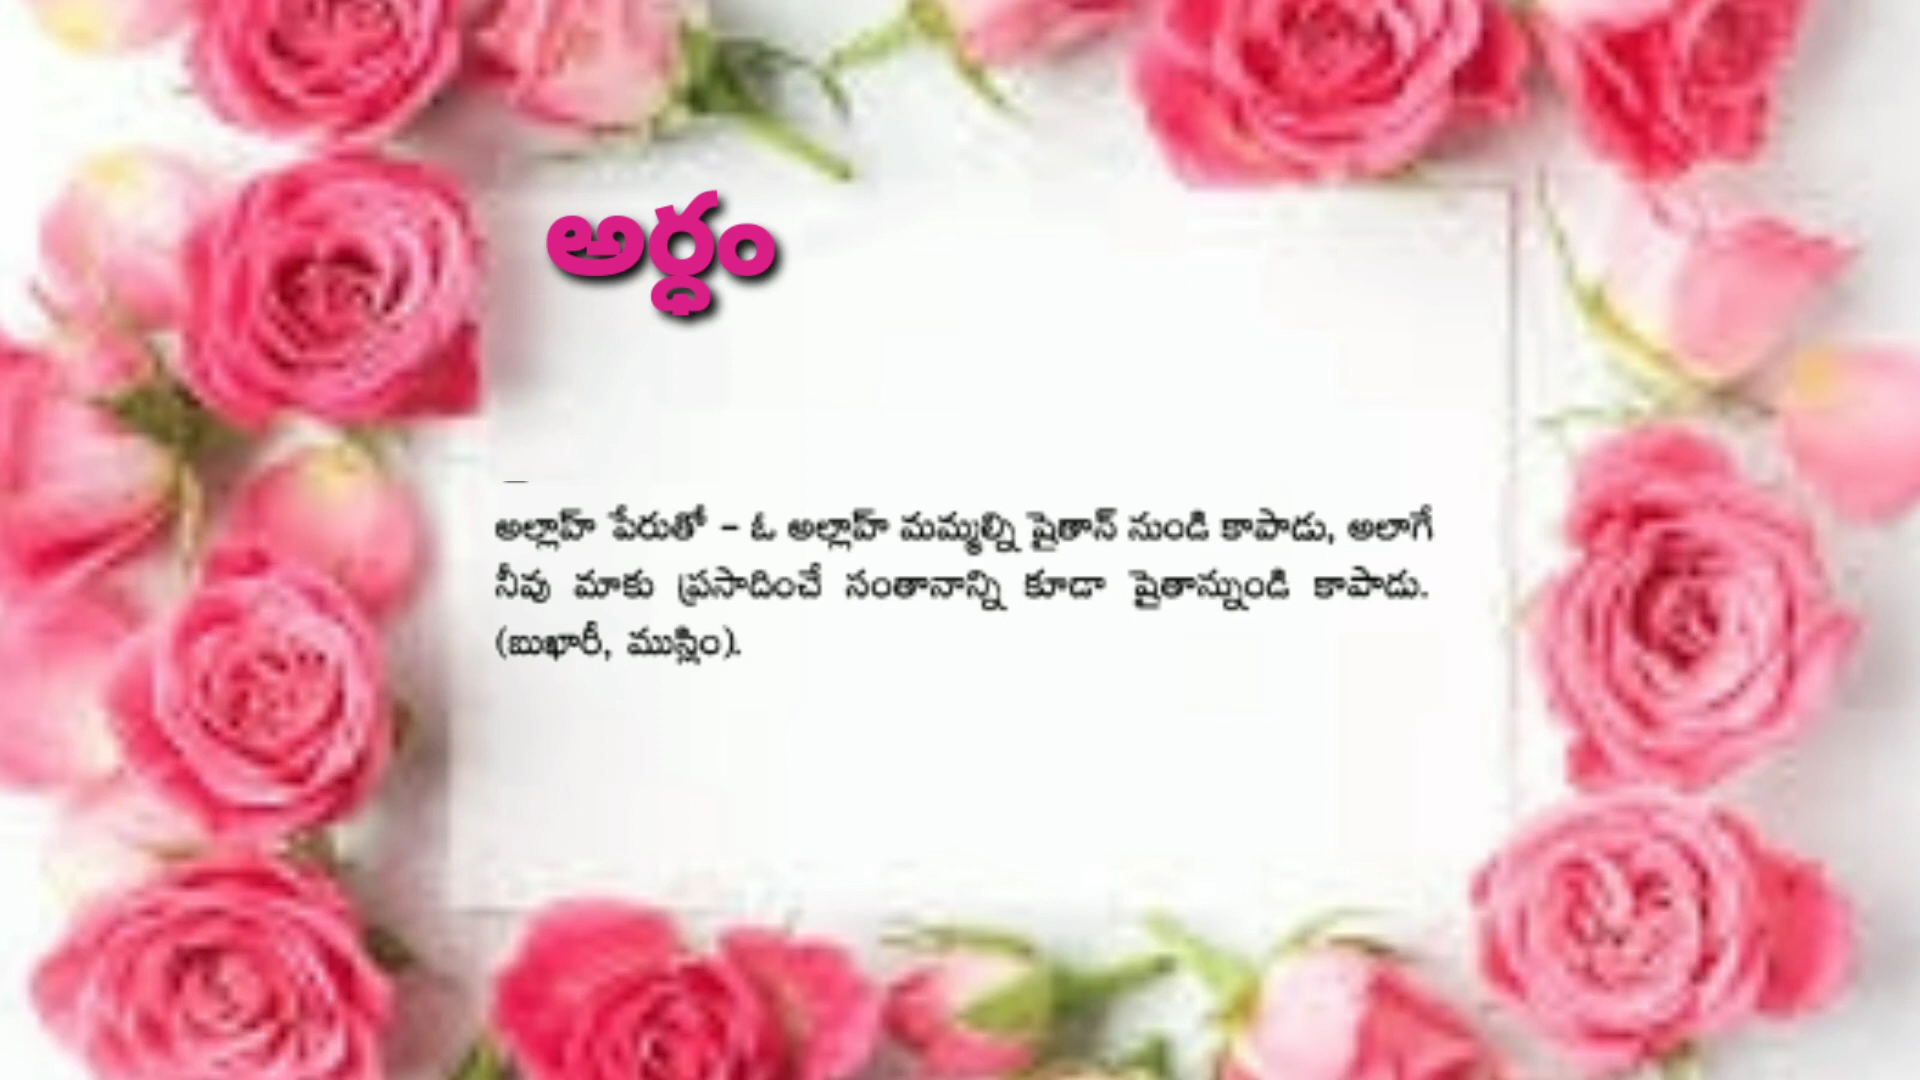 అర్ధం
అల్లాహ్ పేరుతో - ఓ అల్లాహ్ మమ్మల్ని షైతాన్ నుండి కాపాడు, అలాగే
నీవు మాకు ప్రసాదించే సంతానాన్ని కూడా షైతాన్నుండి కాపాడు.
(బుఖారీ, ముస్లిం).